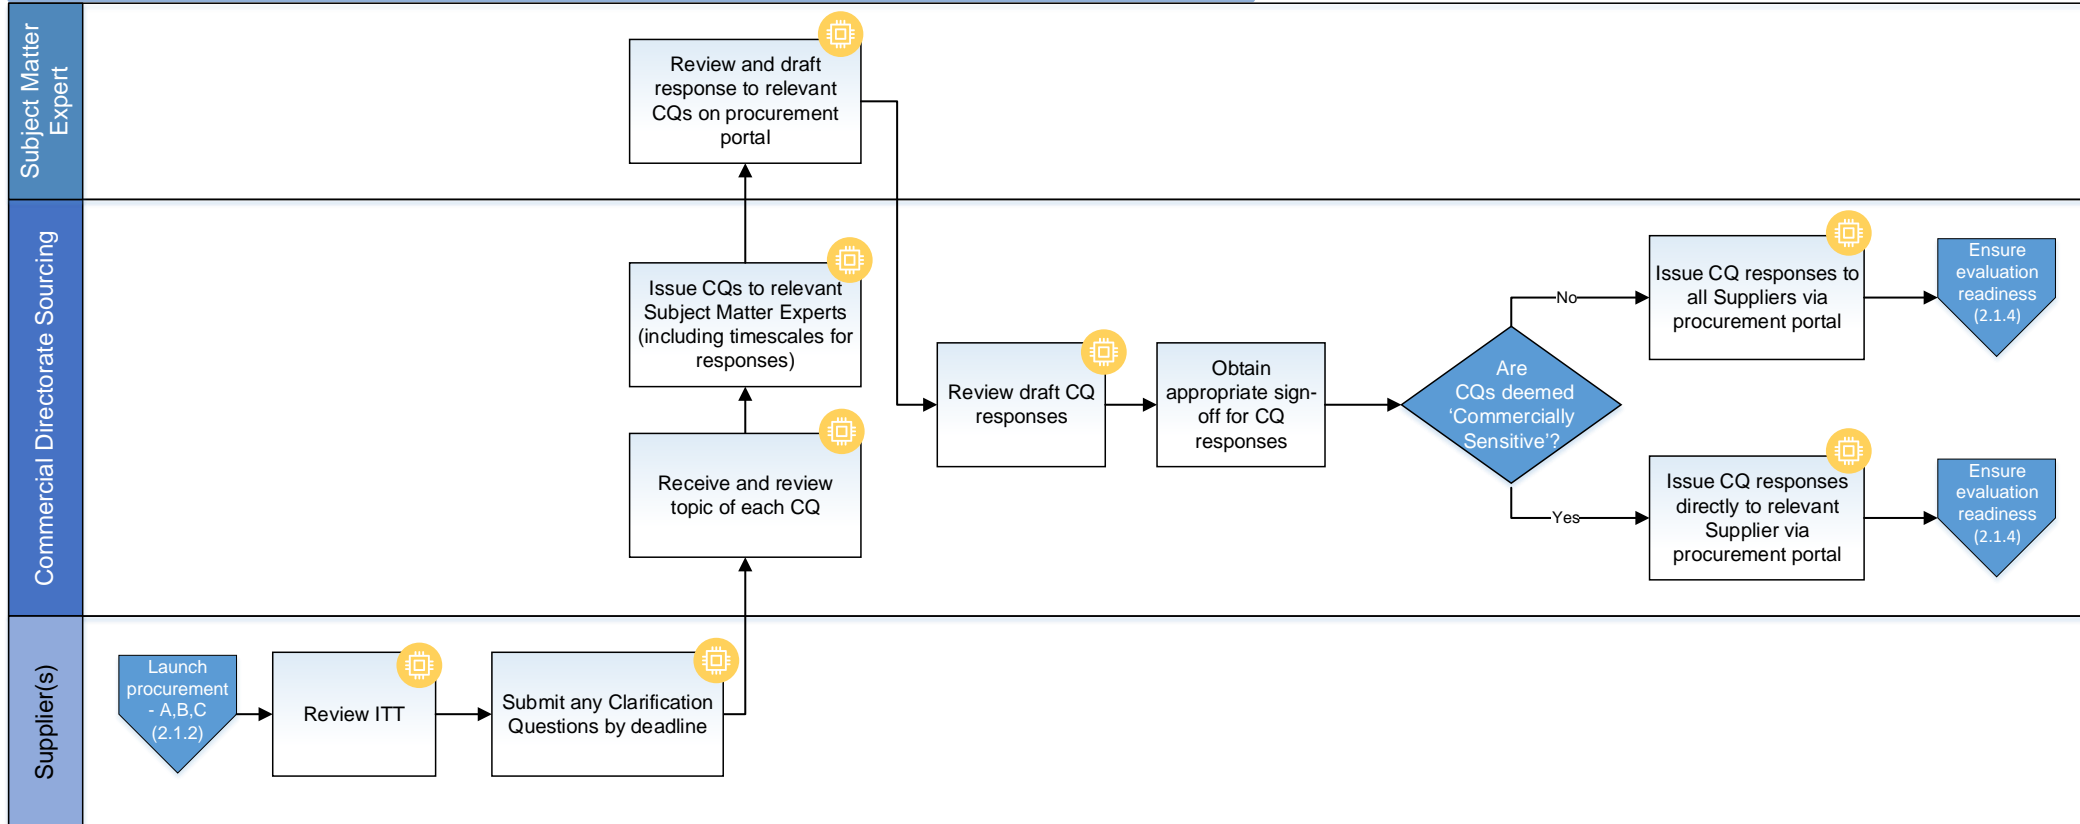 Subject Matter
Expert
Review and draft
response to relevant
CQs on procurement
portal
Commercial Directorate Sourcing
Issue CQs to relevant
Subject Matter Experts
(including timescales for
responses)
Receive and review
topic of each CQ
Review draft CQ
responses
Obtain
appropriate sign-
off for CQ
responses
Are
CQs deemed
‘Commercially
Sensitive’?
No
Yes
Issue CQ responses to
all Suppliers via
procurement portal
Ensure
evaluation
readiness
(2.1.4)
Issue CQ responses
directly to relevant
Supplier via
procurement portal
Ensure
evaluation
readiness
(2.1.4)
Supplier(s)
Launch
procurement
- A,B,C
(2.1.2)
Review ITT
Submit any Clarification
Questions by deadline